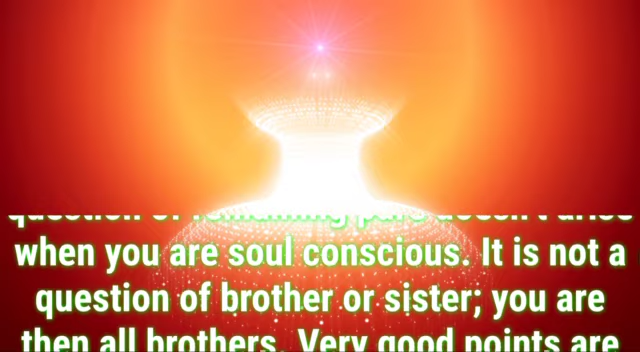 question of remaining pure doesn't arise
when you are soul conscious. It is not a
question of brother or sister; you are
then all brothers. Very good points are